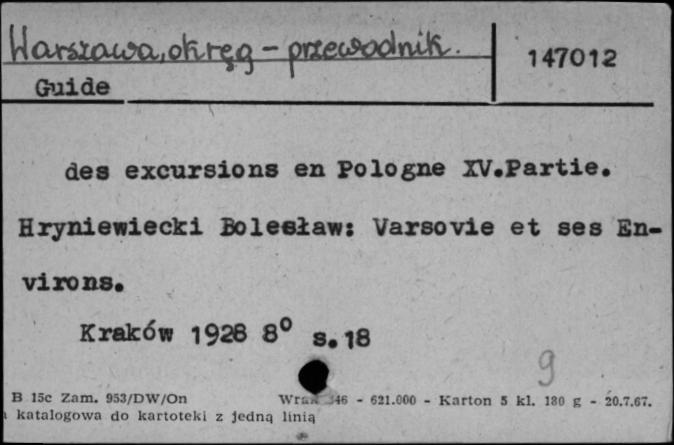 Warszawa, okręg - przewodnik.
147012
Guide
des excursions en Pologne XV.Partie.
Hryniewiecki Bolesław: Varsovie et ses En-
virons.
Kraków 1928 8° s.18
9
B 15c Zam. 953/DW/On 46 - 621.000 - Karton 5 kl. 180 g - 20.7.67.
katalogowa do kartoteki z jedną linią